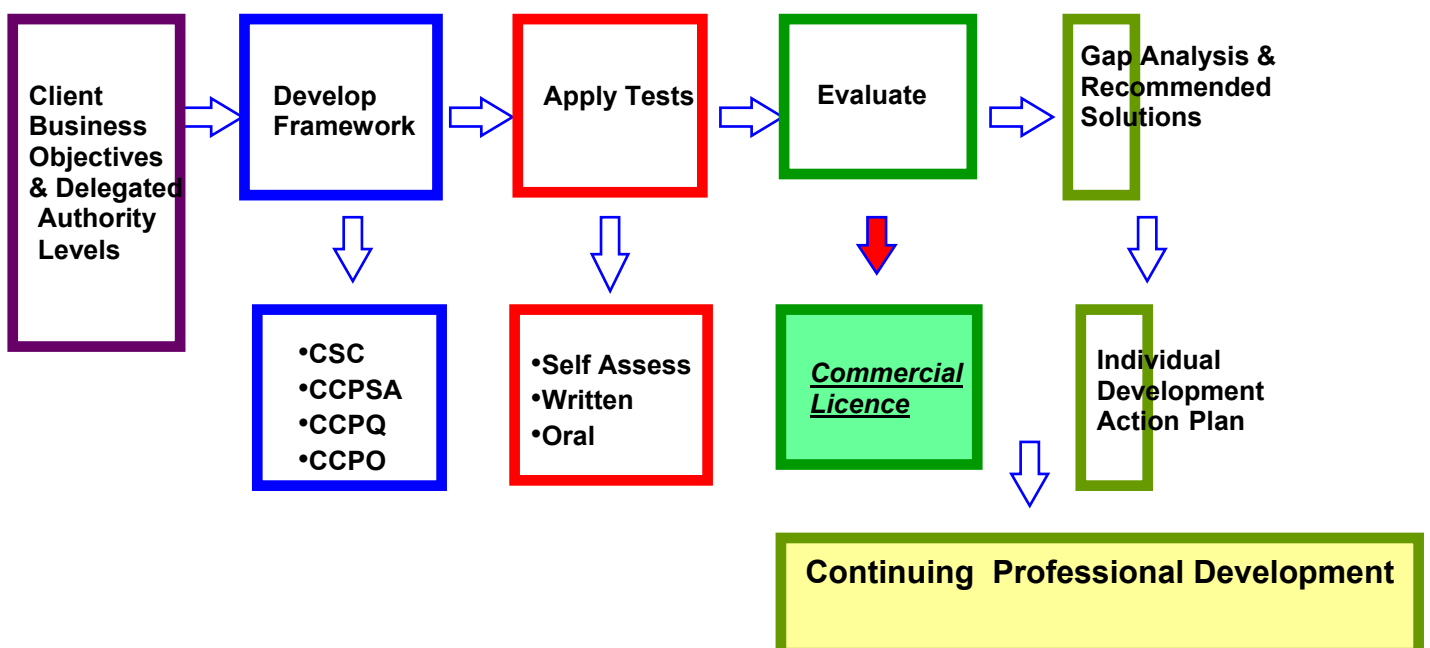 Client
Business
Objectives
& Delegated
Authority
Levels
Develop
Framework
Apply Tests
Evaluate
Gap Analysis &
Recommended
Solutions
•CSC
•CCPSA
•CCPQ
•CCPO
•Self Assess
•Written
•Oral
Commercial
Licence
Individual
Development
Action Plan
Continuing Professional Development